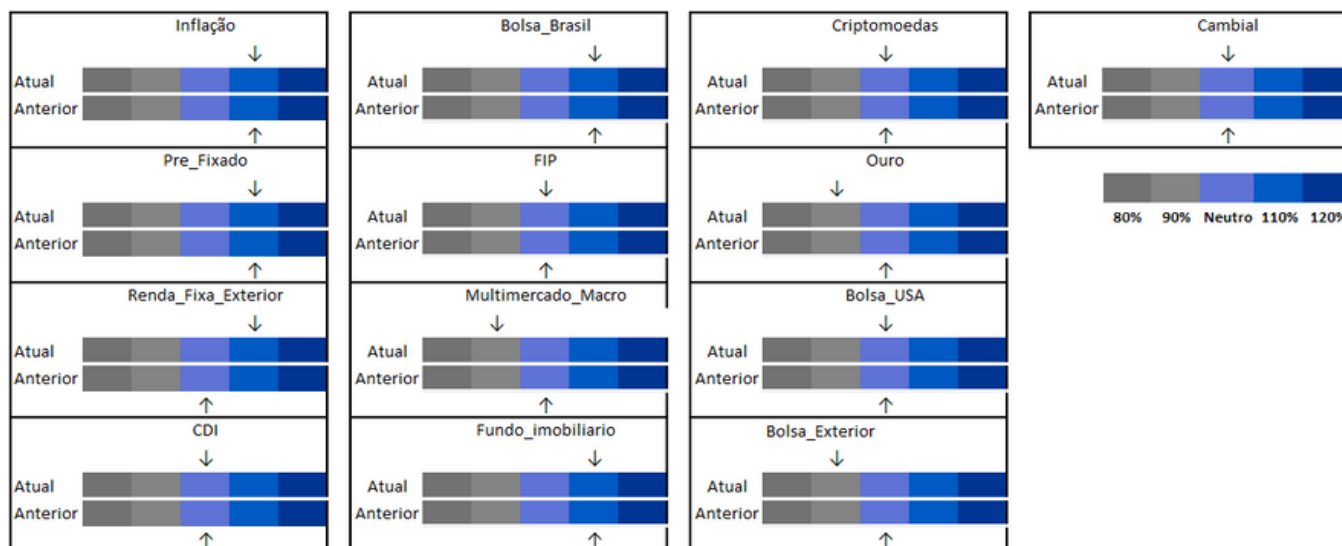 Inflação
Atual
Anterior
Pre_Fixado
Atual
Anterior
Renda_Fixa_Exterior
Atual
Anterior
CDI
Atual
Anterior
Bolsa_Brasil
Atual
Anterior
FIP
Atual
Anterior
Multimercado_Macro
Atual
Anterior
Fundo_imobiliario
Atual
Anterior
Criptomoedas
Atual
Anterior
Ouro
Atual
Anterior
Bolsa_USA
Atual
Anterior
Bolsa_Exterior
Atual
Anterior
Cambial
Atual
Anterior
80% 90% Neutro 110% 120%